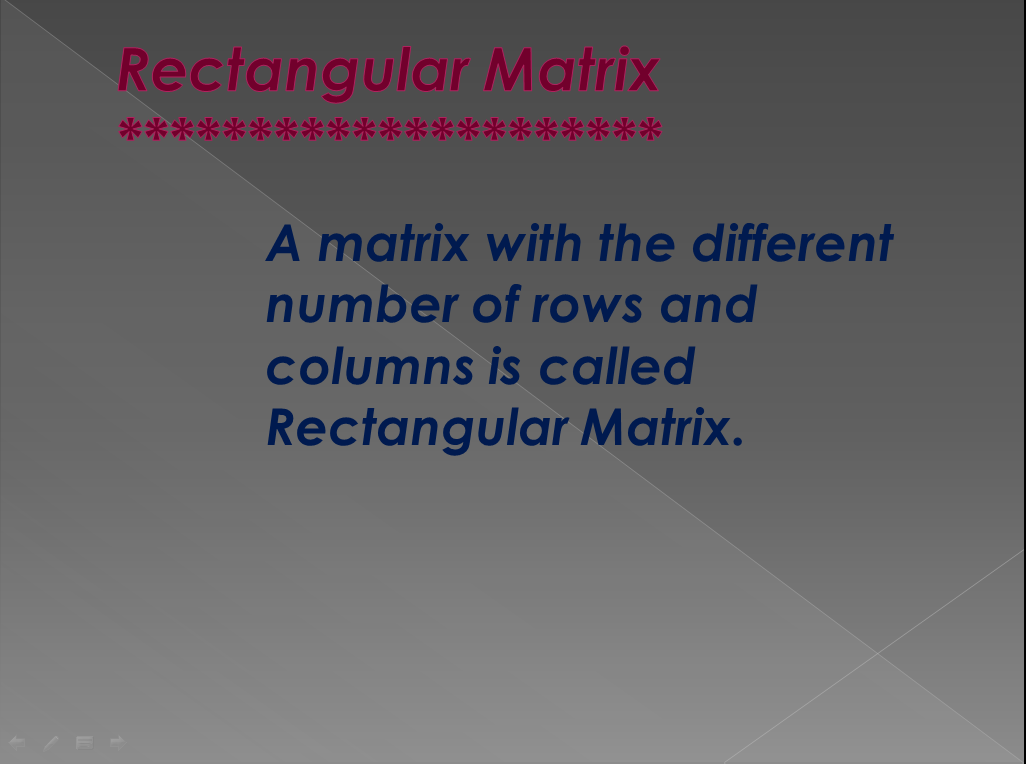 Rectangular Matrix
*********************
A matrix with the different
number of rows and
columns is called
Rectangular Matrix.